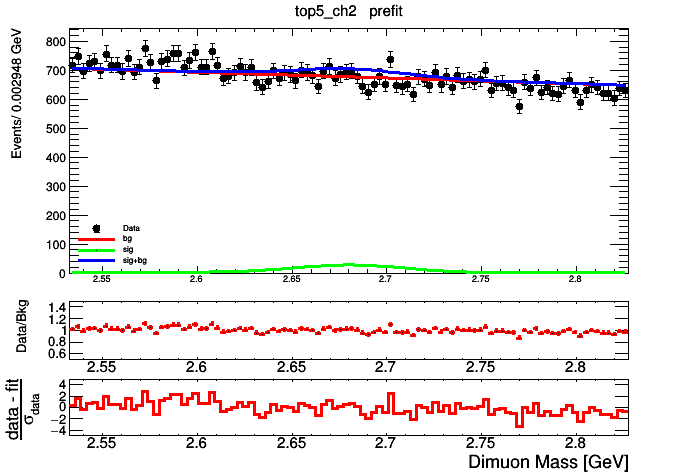 top5_ch2 prefit
Events/ 0.002948 GeV
800
700
600
500
400
300
200
100
0
Data
bg
sig
sig+bg
2.55 2.6 2.65 2.7 2.75 2.8
Data/Bkg
1.4
1.2
1
0.8
0.6
2.55 2.6 2.65 2.7 2.75 2.8
data - fit
σdata
4
2
0
−2
−4
2.55 2.6 2.65 2.7 2.75 2.8
Dimuon Mass [GeV]